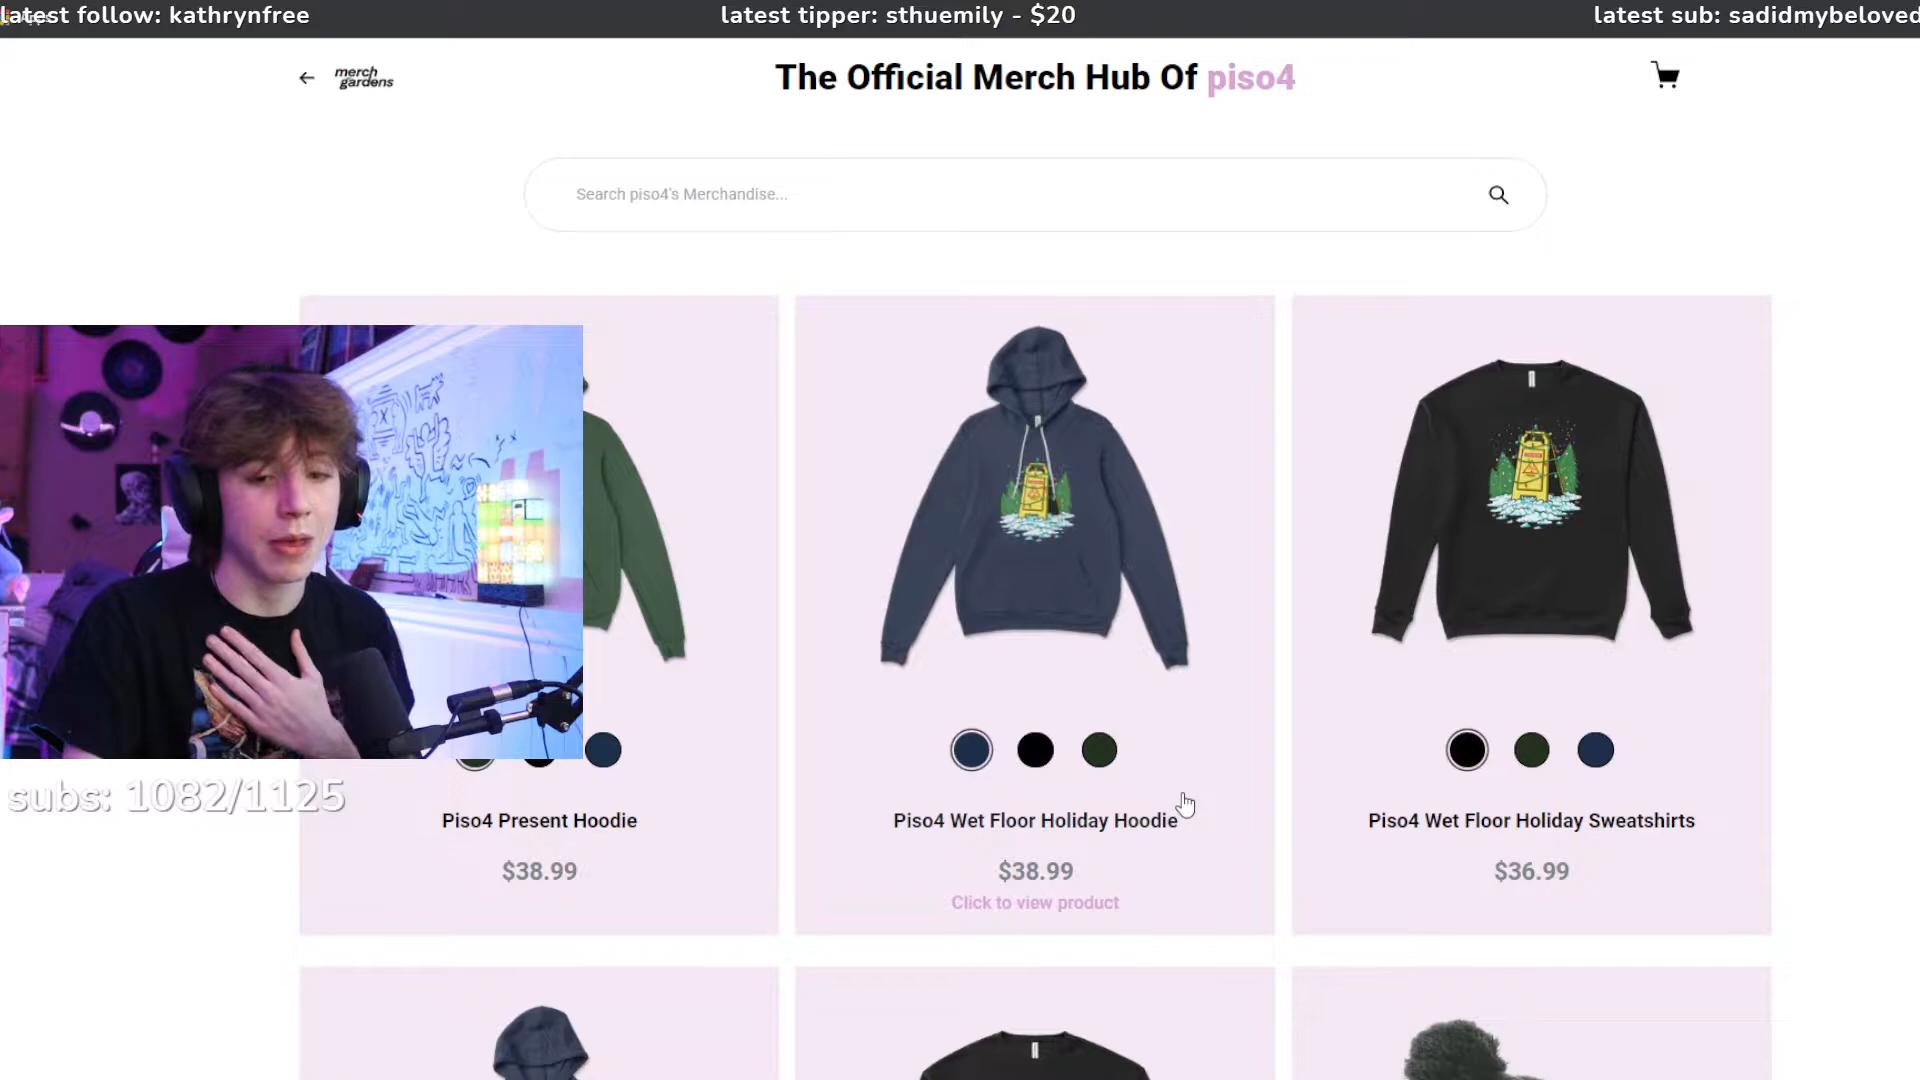 latest follow: kathrynfree
latest tipper: sthuemily - $20
latest sub: sadidmybeloved
merch gardens
The Official Merch Hub Of piso4
Search piso4's Merchandise...
subs: 1082/1125
Piso4 Present Hoodie
$38.99
Piso4 Wet Floor Holiday Hoodie
$38.99
Click to view product
Piso4 Wet Floor Holiday Sweatshirts
$36.99